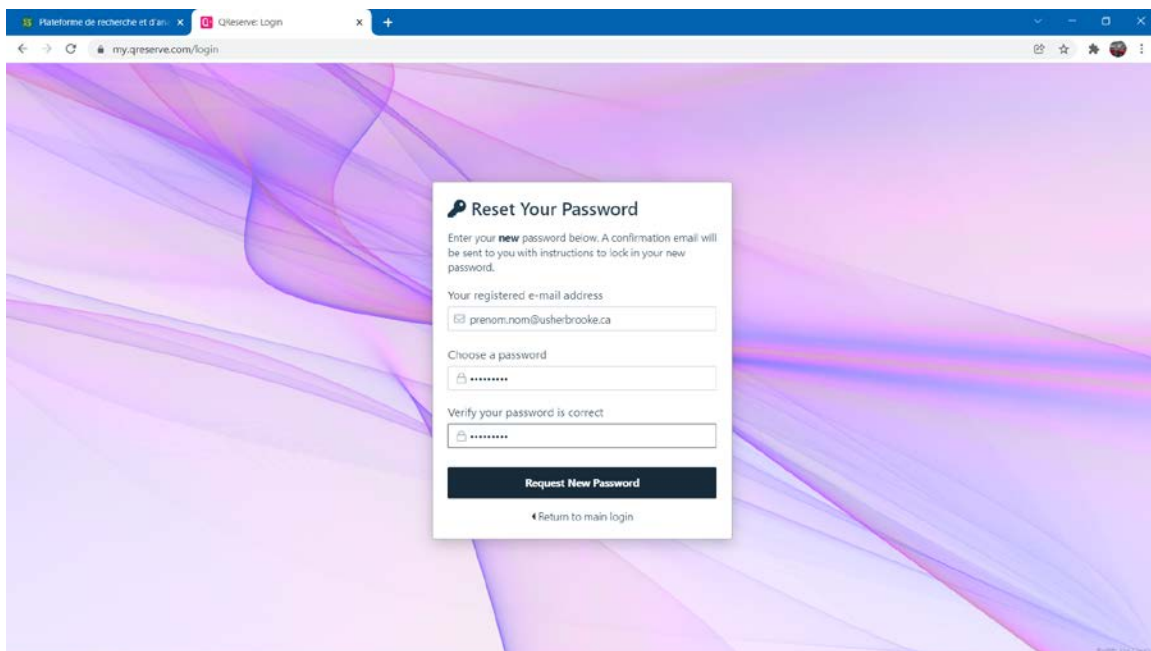 Plateforme de recherche et d'an
QReserve: Login
my.qreserve.com/login
Reset Your Password
Enter your new password below. A confirmation email will
be sent to you with instructions to lock in your new
password.
Your registered e-mail address
prenom.nom@usherbrooke.ca
Choose a password
•••••••••
Verify your password is correct
•••••••••
Request New Password
Return to main login